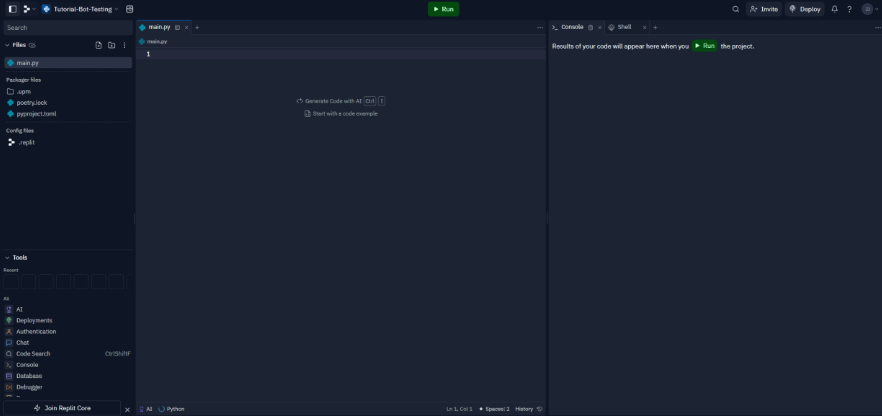 Tutorial-Bot-Testing
Run
Invite
Deploy
?
Search
Files
main.py
Packager files
.upm
poetry.lock
pyproject.toml
Config files
.replit
Tools
Recent
All
AI
Deployments
Authentication
Chat
Code Search CtrlShiftF
Console
Database
Debugger
Join Replit Core
main.py
main.py
1
Generate Code with AI Ctrl I
Start with a code example
AI Python Ln 1, Col 1 Spaces: 2 History
Console Shell
Results of your code will appear here when you Run the project.